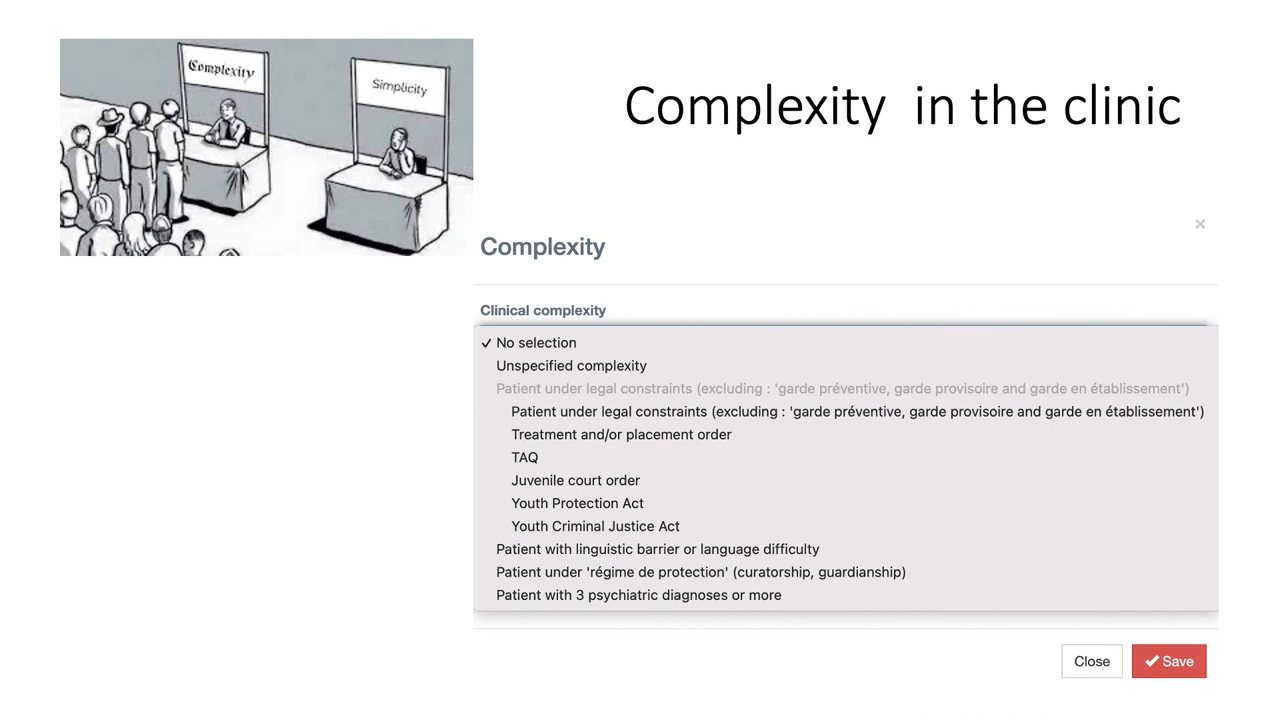 Complexity
Simplicity
Complexity in the clinic
×
Complexity
Clinical complexity
✓ No selection
Unspecified complexity
Patient under legal constraints (excluding : 'garde préventive, garde provisoire and garde en établissement')
Patient under legal constraints (excluding : 'garde préventive, garde provisoire and garde en établissement')
Treatment and/or placement order
TAQ
Juvenile court order
Youth Protection Act
Youth Criminal Justice Act
Patient with linguistic barrier or language difficulty
Patient under 'régime de protection' (curatorship, guardianship)
Patient with 3 psychiatric diagnoses or more
Close
✓ Save